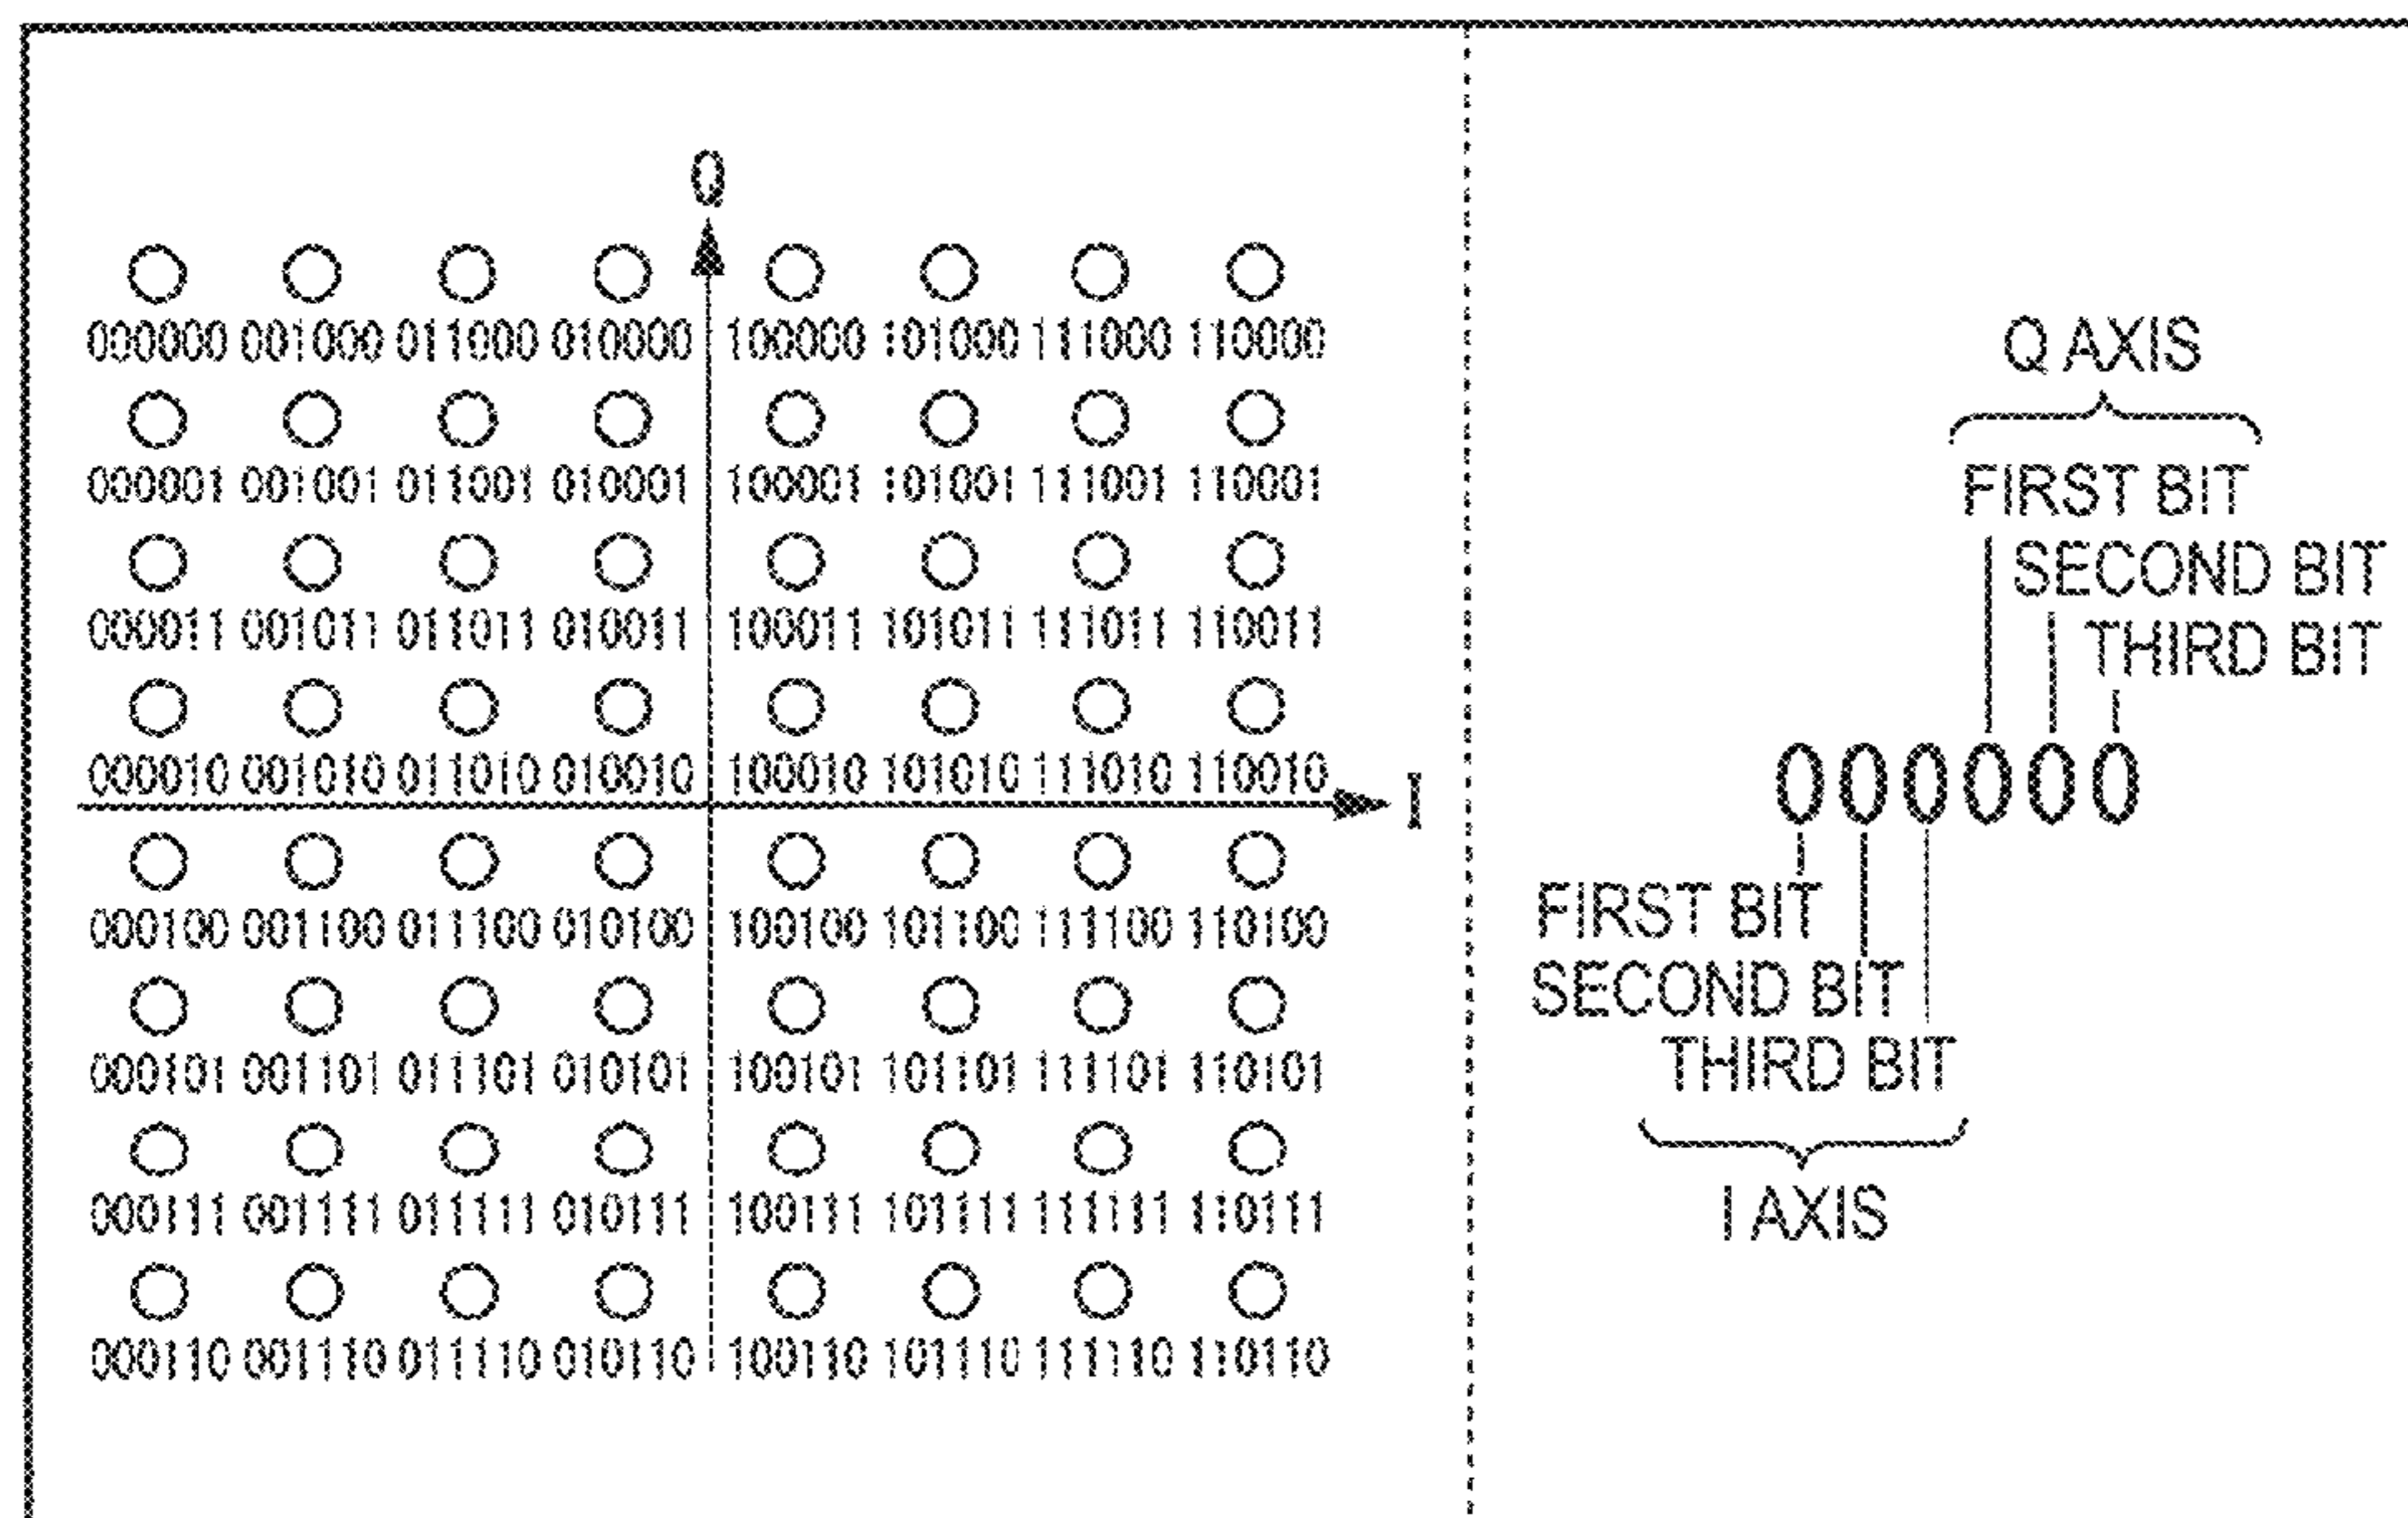 Q
000000 001000 011000 010000 100000 101000 111000 110000
000001 001001 011001 010001 100001 101001 111001 110001
000011 001011 011011 010011 100011 101011 111011 110011
000010 001010 011010 010010 100010 101010 111010 110010
I
000100 001100 011100 010100 100100 101100 111100 110100
000101 001101 011101 010101 100101 101101 111101 110101
000111 001111 011111 010111 100111 101111 111111 110111
000110 001110 011110 010110 100110 101110 111110 110110
Q AXIS
FIRST BIT
SECOND BIT
THIRD BIT
000000
FIRST BIT
SECOND BIT
THIRD BIT
I AXIS